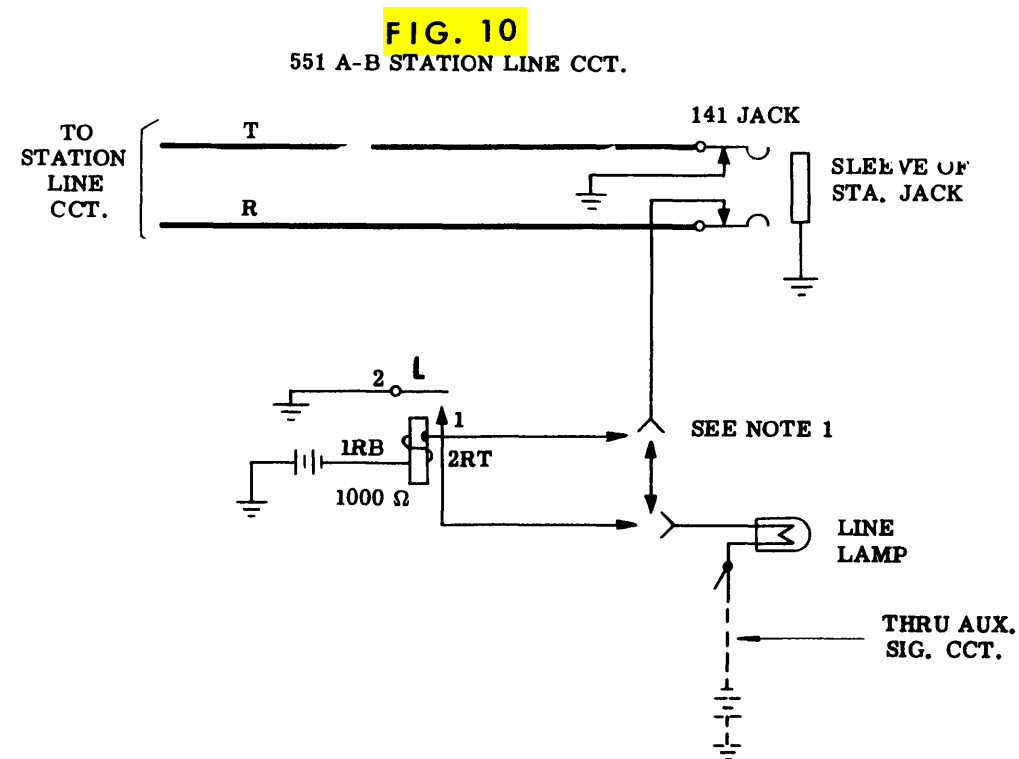 FIG. 10
551 A-B STATION LINE CCT.
141 JACK
TO
STATION
LINE
CCT.
T
R
SLEEVE OF
STA. JACK
2
L
1
1RB
2RT
1000 Ω
SEE NOTE 1
LINE
LAMP
THRU AUX.
SIG. CCT.